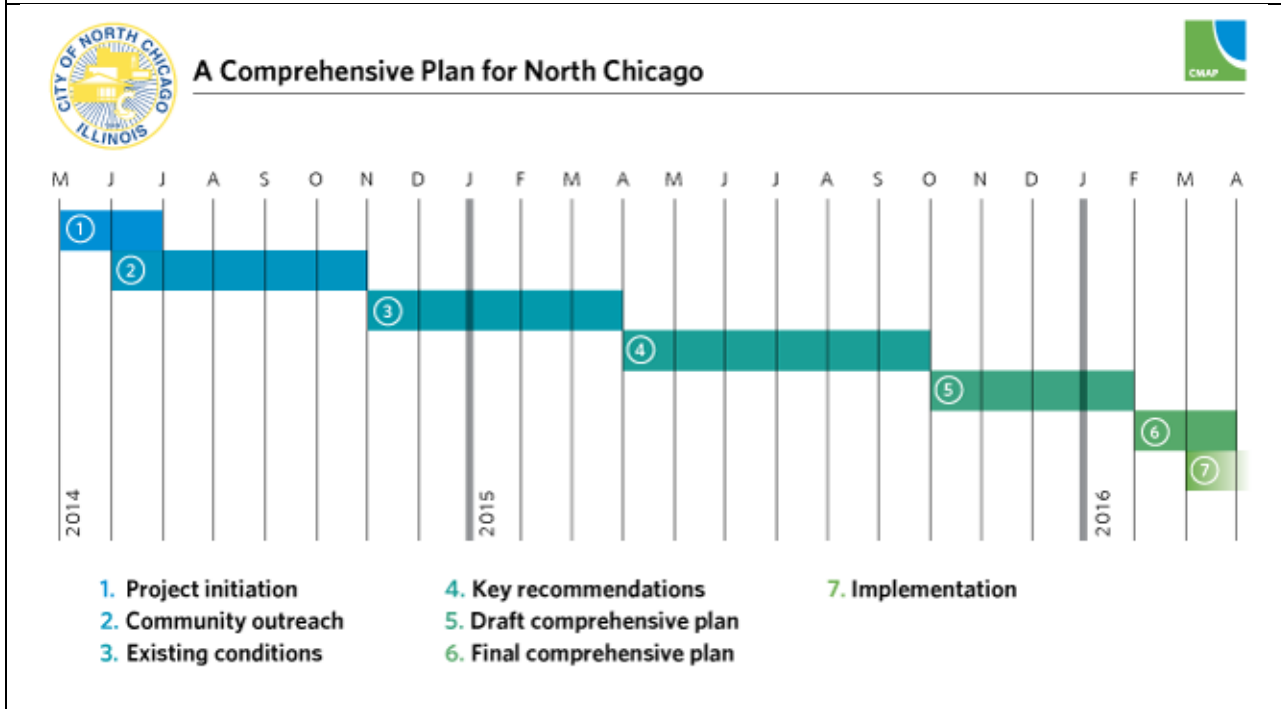 CITY OF NORTH CHICAGO
ILLINOIS
A Comprehensive Plan for North Chicago
CMAP
M J J A S O N D J F M A M J J A S O N D J F M A
1
2
3
4
5
6
7
2014
2015
2016
1. Project initiation
2. Community outreach
3. Existing conditions
4. Key recommendations
5. Draft comprehensive plan
6. Final comprehensive plan
7. Implementation